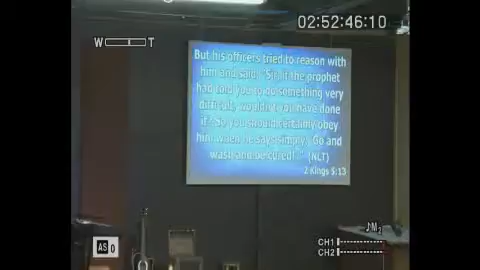 02:52:46:10
W T
But his officers tried to reason with
him and said, "Sir, if the prophet
had told you to do something very
difficult, wouldn't you have done
it? So you should certainly obey
him when he says simply, 'Go and
wash and be cured!'" (NLT)
2 Kings 5:13
CH1
CH2